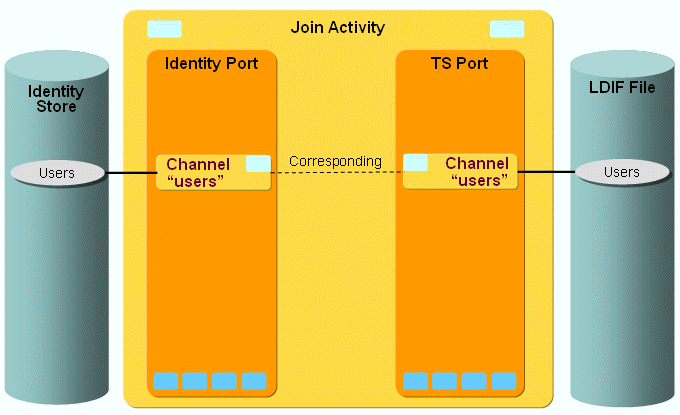 Join Activity
Identity Port
TS Port
Identity
Store
LDIF File
Channel
“users”
Corresponding
Channel
“users”
Users
Users